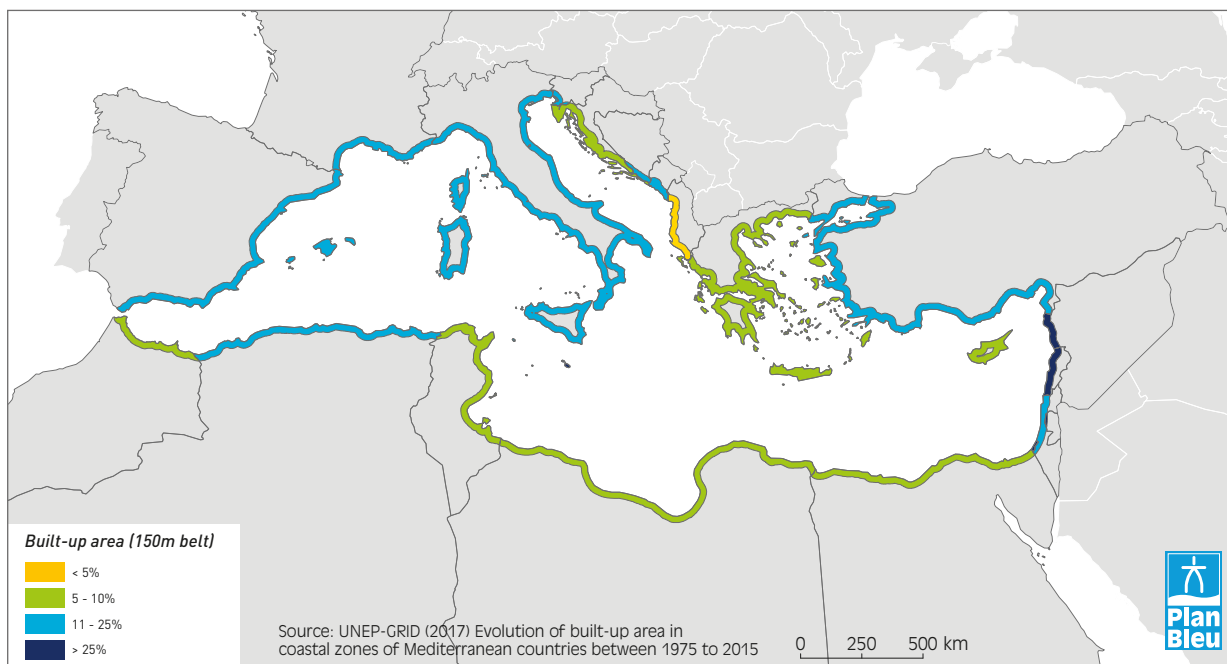 Built-up area (150m belt)
< 5%
5 - 10%
11 - 25%
> 25%
Source: UNEP-GRID (2017) Evolution of built-up area in
coastal zones of Mediterranean countries between 1975 to 2015
0 250 500 km
Plan
Bleu